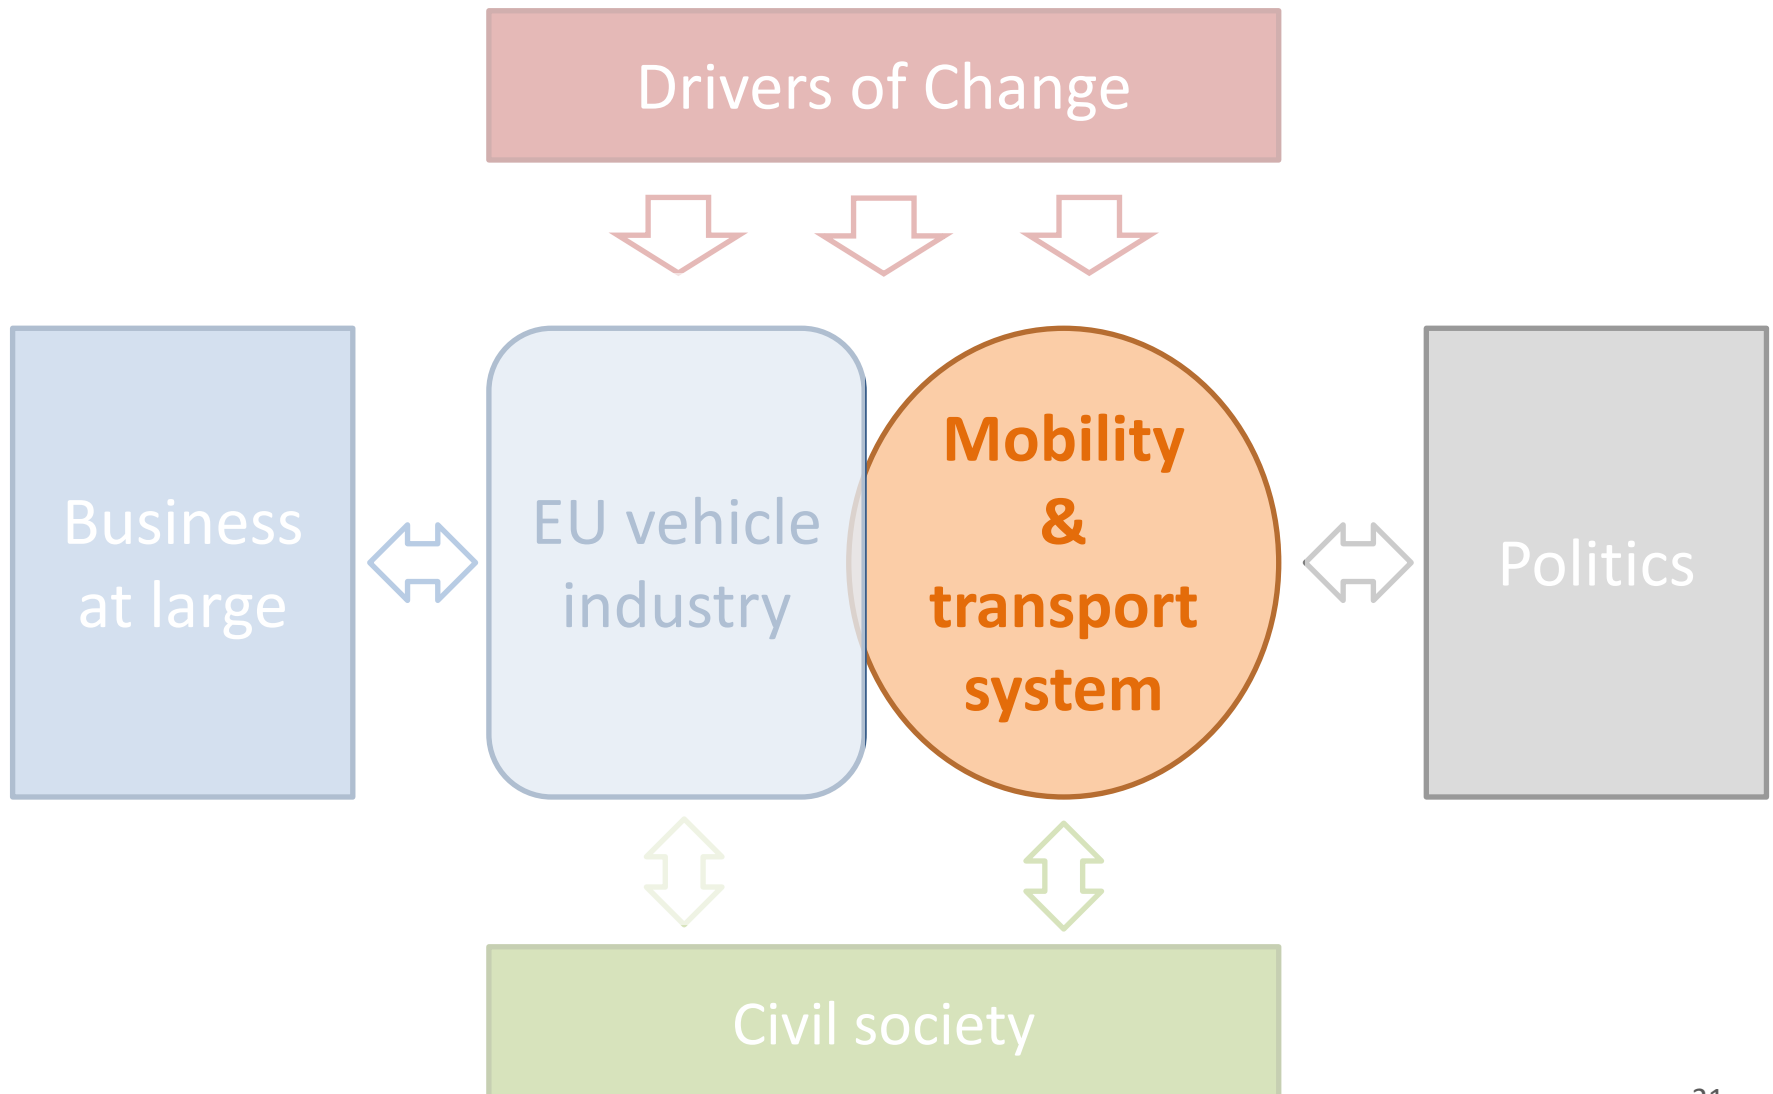 Drivers of Change
Business
at large
EU vehicle
industry
Mobility
&
transport
system
Politics
Civil society